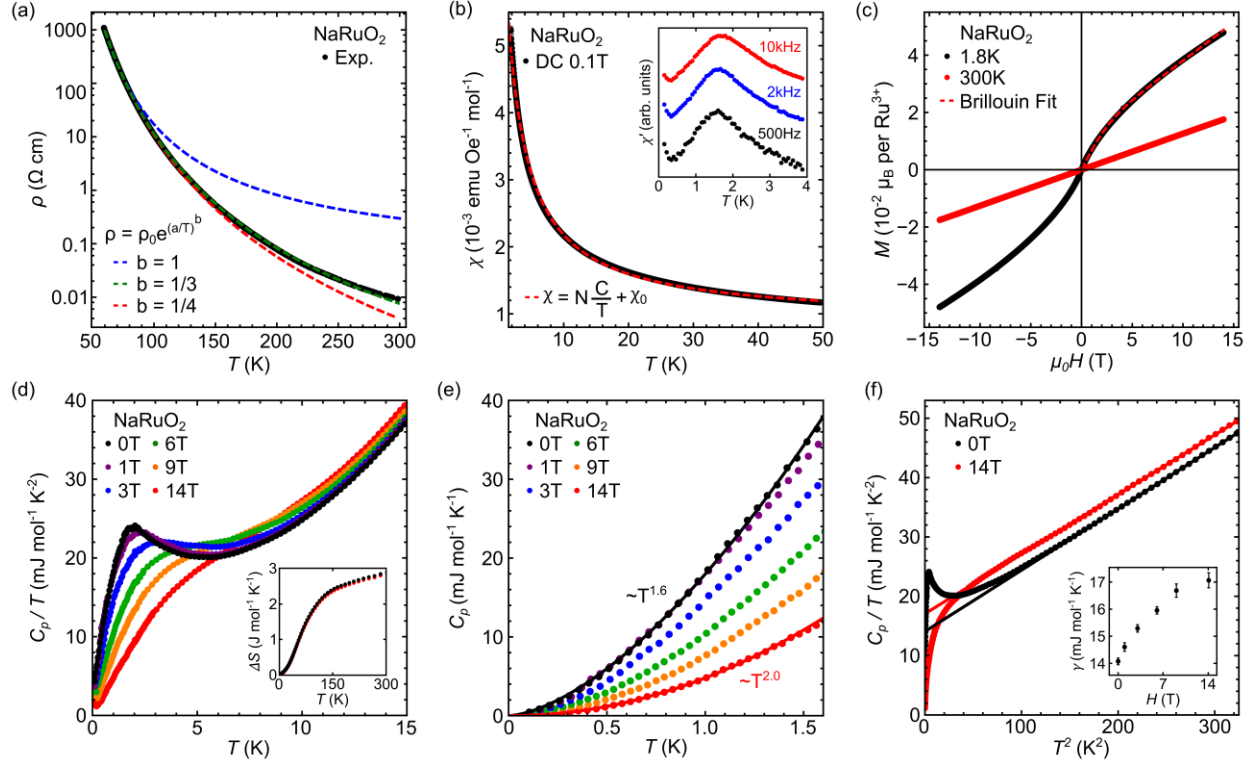 (a)
NaRuO₂
Exp.
ρ = ρ₀e^(a/T)^b
b = 1
b = 1/3
b = 1/4
1000
100
10
1
0.1
0.01
ρ (Ω cm)
50 100 150 200 250 300
T (K)
(b)
NaRuO₂
DC 0.1T
χ = N C/T + χ₀
5
4
3
2
1
χ (10⁻³ emu Oe⁻¹ mol⁻¹)
10 20 30 40 50
T (K)
10kHz
2kHz
500Hz
χ′ (arb. units)
0 1 2 3 4
T (K)
(c)
NaRuO₂
1.8K
300K
Brillouin Fit
4
2
0
−2
−4
M (10⁻² μB per Ru³⁺)
−15 −10 −5 0 5 10 15
μ₀H (T)
(d)
NaRuO₂
0T 6T
1T 9T
3T 14T
40
30
20
10
0
Cₚ / T (mJ mol⁻¹ K⁻²)
0 5 10 15
T (K)
3
2
1
0
ΔS (J mol⁻¹ K⁻¹)
0 100 200 300
T (K)
(e)
NaRuO₂
0T 6T
1T 9T
3T 14T
~T¹·⁶
~T²·⁰
40
30
20
10
0
Cₚ (mJ mol⁻¹ K⁻¹)
0.0 0.5 1.0 1.5
T (K)
(f)
NaRuO₂
0T
14T
50
40
30
20
10
0
Cₚ / T (mJ mol⁻¹ K⁻²)
0 100 200 300
T² (K²)
17
16
15
14
γ (mJ mol⁻¹ K⁻²)
0 7 14
H (T)